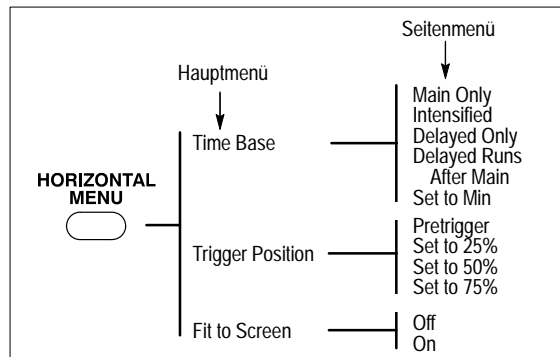 Seitenmenü
Hauptmenü
Main Only
Intensified
Time Base
Delayed Only
Delayed Runs
After Main
Set to Min
HORIZONTAL
MENU
Pretrigger
Trigger Position
Set to 25%
Set to 50%
Set to 75%
Fit to Screen
Off
On